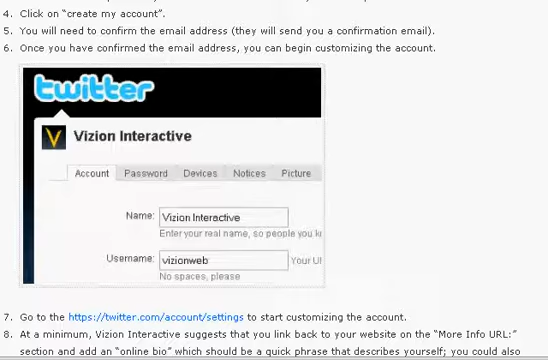 4. Click on “create my account”.
5. You will need to confirm the email address (they will send you a confirmation email).
6. Once you have confirmed the email address, you can begin customizing the account.
twitter
Vizion Interactive
Account Password Devices Notices Picture
Name: Vizion Interactive
Enter your real name, so people you
Username: vizionweb Your
No spaces, please
7. Go to the https://twitter.com/account/settings to start customizing the account.
8. At a minimum, Vizion Interactive suggests that you link back to your website on the “More Info URL:”
section and add an “online bio” which should be a quick phrase that describes yourself; you could also